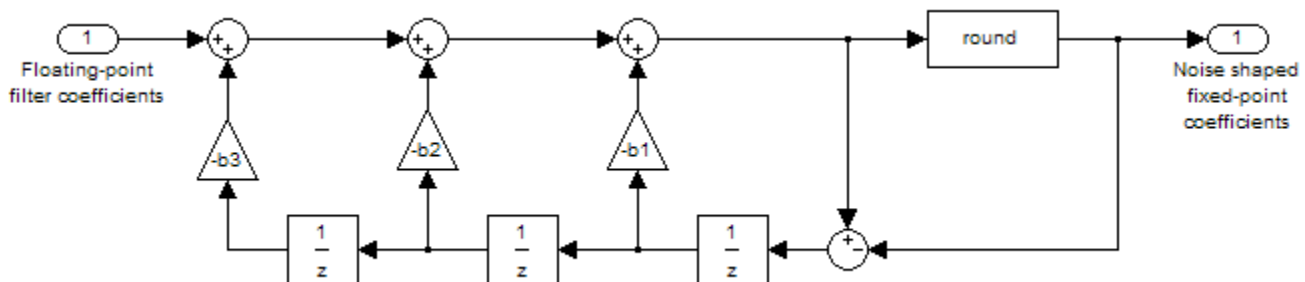 1
Floating-point
filter coefficients
+
+
+
+
+
+
round
1
Noise shaped
fixed-point
coefficients
-b3
-b2
-b1
1
z
1
z
1
z
+
−